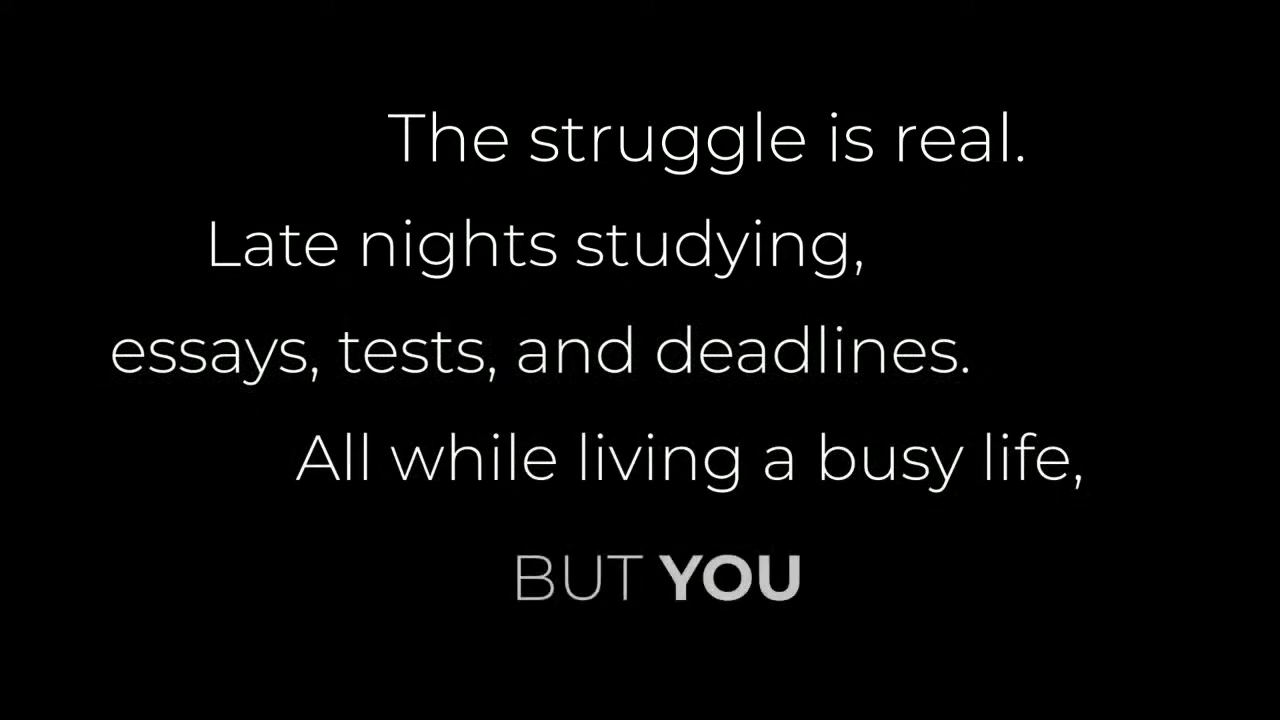 The struggle is real.
Late nights studying,
essays, tests, and deadlines.
All while living a busy life,
BUT YOU